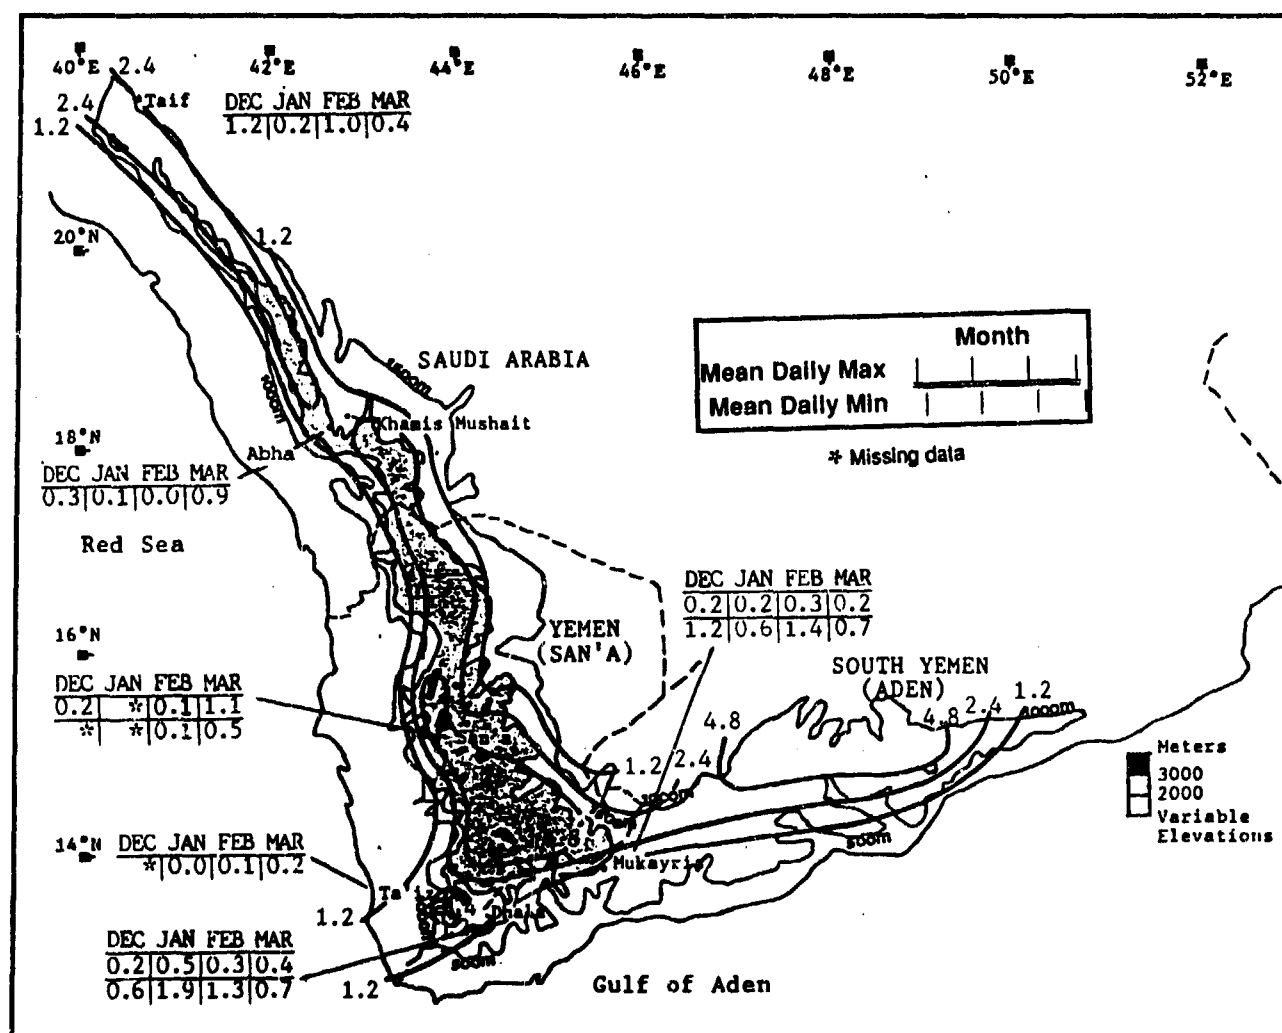 40°E 42°E 44°E 46°E 48°E 50°E 52°E
2.4
Taif
DEC JAN FEB MAR
1.2|0.2|1.0|0.4
2.4
1.2
20°N
1.2
SAUDI ARABIA
1500m
1000m
Khamis Mushait
Month
Mean Daily Max
Mean Daily Min
* Missing data
18°N
Abha
DEC JAN FEB MAR
0.3|0.1|0.0|0.9
Red Sea
DEC JAN FEB MAR
0.2|0.2|0.3|0.2
1.2|0.6|1.4|0.7
16°N
YEMEN
(SAN'A)
SOUTH YEMEN
(ADEN)
DEC JAN FEB MAR
0.2| *|0.1|1.1
*| *|0.1|0.5
4.8
1.2 2.4
4.8 2.4 1.2
Meters
3000
2000
Variable
Elevations
500m
14°N
DEC JAN FEB MAR
*|0.0|0.1|0.2
Mukayris
1.2
Dhala
DEC JAN FEB MAR
0.2|0.5|0.3|0.4
0.6|1.9|1.3|0.7
500m
1.2
Gulf of Aden